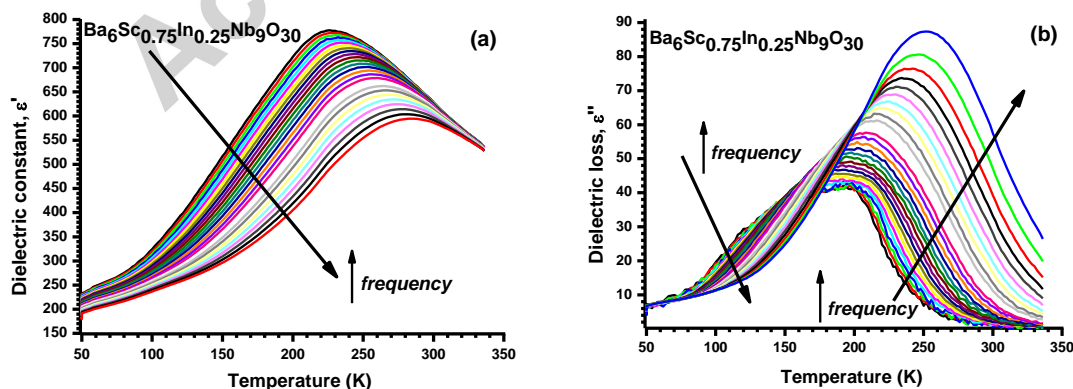 Ac
Ba6Sc0.75In0.25Nb9O30
(a)
Dielectric constant, ε'
800
750
700
650
600
550
500
450
400
350
300
250
200
150
frequency
50 100 150 200 250 300 350
Temperature (K)
Ba6Sc0.75In0.25Nb9O30
(b)
Dielectric loss, ε"
90
80
70
60
50
40
30
20
10
frequency
frequency
50 100 150 200 250 300 350
Temperature (K)